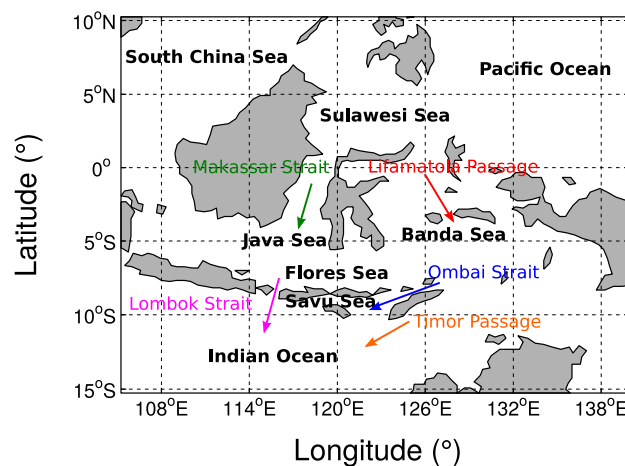 10°N
South China Sea
Pacific Ocean
5°N
Sulawesi Sea
0°
Makassar Strait
Lifamatola Passage
Latitude (°)
5°S
Java Sea
Banda Sea
Flores Sea
Ombai Strait
Lombok Strait
Savu Sea
10°S
Timor Passage
Indian Ocean
15°S
108°E 114°E 120°E 126°E 132°E 138°E
Longitude (°)